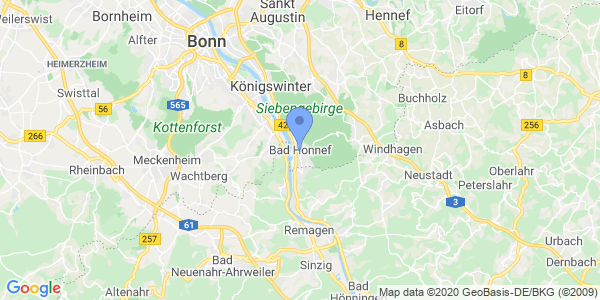 Bornheim
Sankt
Augustin
Hennef
Eitorf
Weilerswist
Alfter
Bonn
8
HEIMERZHEIM
Königswinter
8
Swisttal
56
565
Siebengebirge
Buchholz
42
Asbach
256
266
Kottenforst
Bad Honnef
Windhagen
Meckenheim
Rheinbach
Wachtberg
Neustadt
Oberlahr
Peterslahr
3
61
Remagen
257
Urbach
Bad
Neuenahr-Ahrweiler
Sinzig
Dernbach
Altenahr
Bad
Hönningen
Google
Map data ©2020 GeoBasis-DE/BKG (©2009)